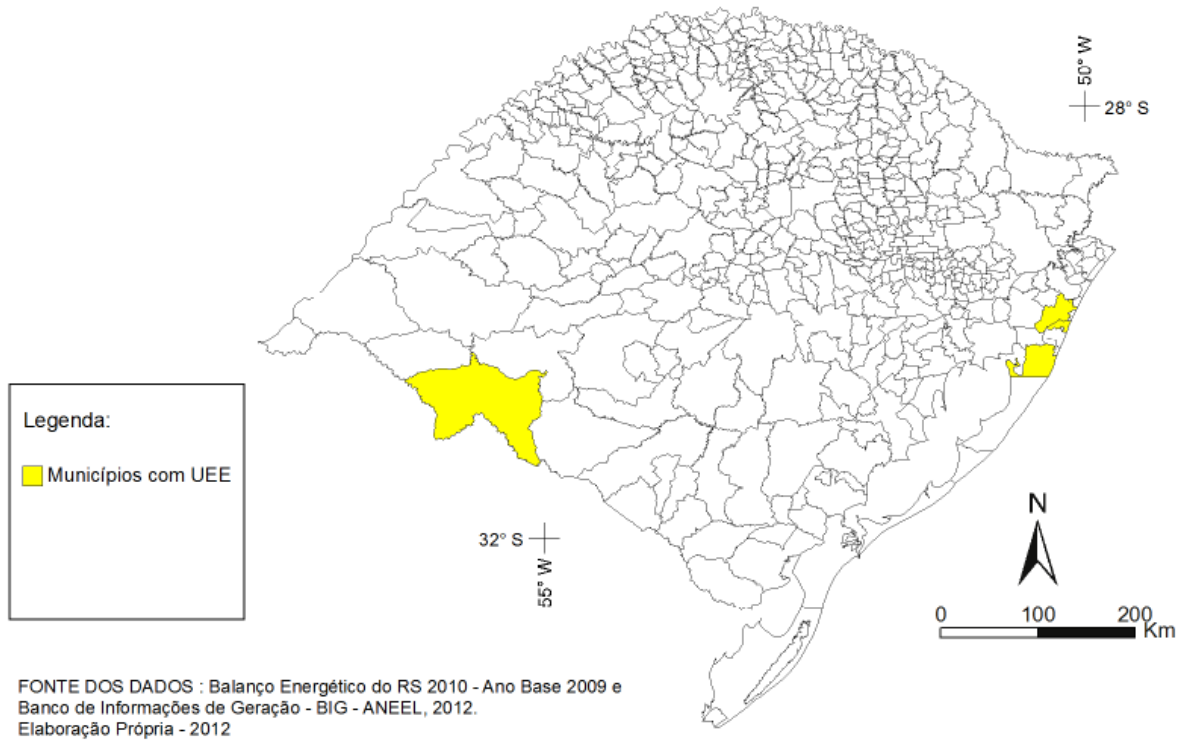 50° W
28° S
Legenda:
Municípios com UEE
32° S
55° W
N
0 100 200
Km
FONTE DOS DADOS : Balanço Energético do RS 2010 - Ano Base 2009 e
Banco de Informações de Geração - BIG - ANEEL, 2012.
Elaboração Própria - 2012